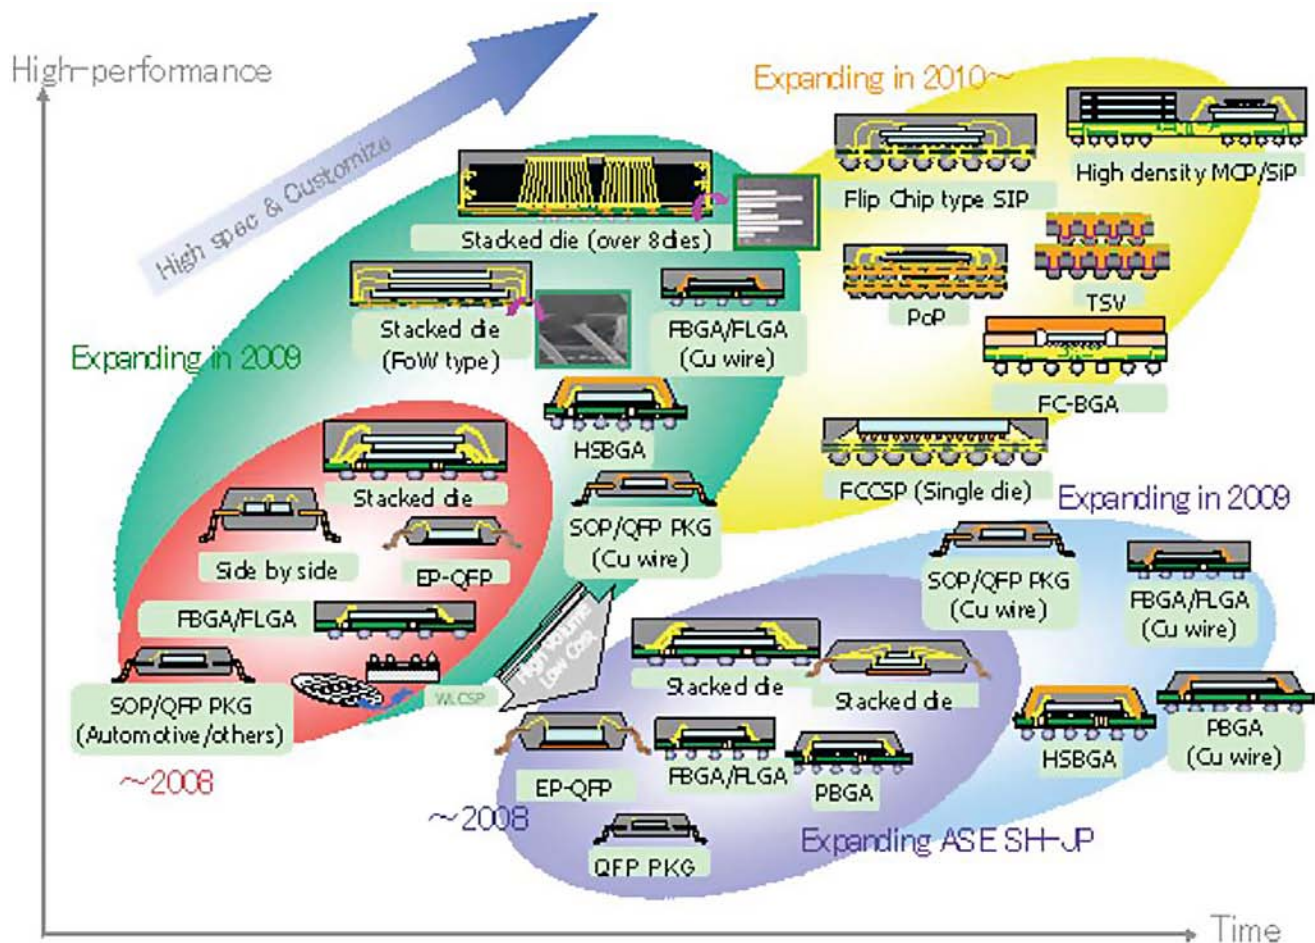 High-performance
High spec & Customize
Expanding in 2010～
High density MCP/SiP
Flip Chip type SIP
Stacked die (over 8dies)
TSV
PoP
Stacked die
(FoW type)
FBGA/FLGA
(Cu wire)
Expanding in 2009
FC-BGA
HSBGA
FCCSP (Single die)
Stacked die
Expanding in 2009
SOP/QFP PKG
(Cu wire)
Side by side
EP-QFP
SOP/QFP PKG
(Cu wire)
FBGA/FLGA
(Cu wire)
FBGA/FLGA
High Volume
Low Cost
Stacked die
Stacked die
WLCSP
SOP/QFP PKG
(Automotive/others)
PBGA
(Cu wire)
HSBGA
～2008
EP-QFP
FBGA/FLGA
PBGA
～2008
Expanding ASE SH-JP
QFP PKG
Time